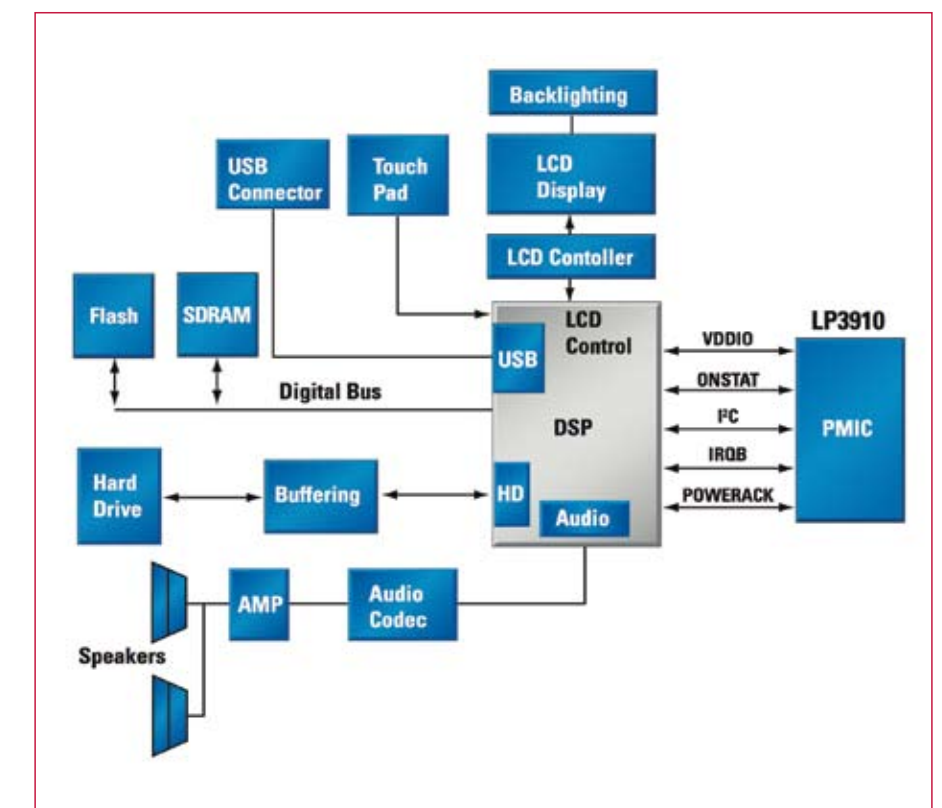 Backlighting
USB
Connector
Touch
Pad
LCD
Display
LCD Contoller
Flash
SDRAM
LCD
Control
USB
Digital Bus
DSP
LP3910
VDDIO
ONSTAT
I²C
IRQB
POWERACK
PMIC
Hard
Drive
Buffering
HD
Audio
AMP
Audio
Codec
Speakers